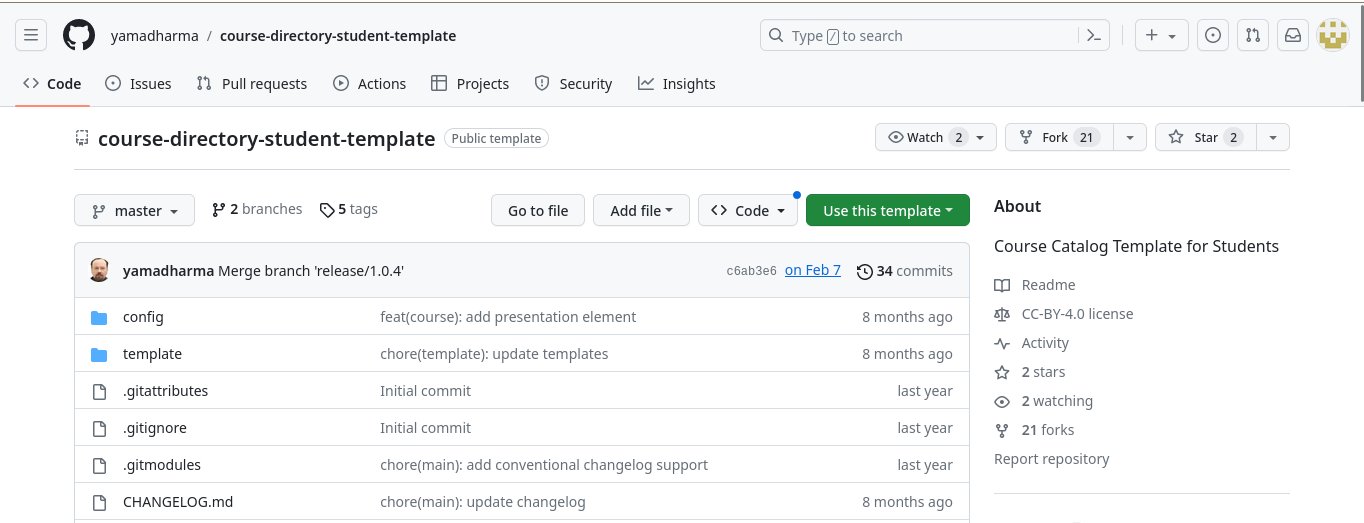 yamadharma / course-directory-student-template
Type / to search
Code Issues Pull requests Actions Projects Security Insights
course-directory-student-template Public template
Watch 2 Fork 21 Star 2
master 2 branches 5 tags Go to file Add file Code Use this template
yamadharma Merge branch 'release/1.0.4' c6ab3e6 on Feb 7 34 commits
config feat(course): add presentation element 8 months ago
template chore(template): update templates 8 months ago
.gitattributes Initial commit last year
.gitignore Initial commit last year
.gitmodules chore(main): add conventional changelog support last year
CHANGELOG.md chore(main): update changelog 8 months ago
About
Course Catalog Template for Students
Readme
CC-BY-4.0 license
Activity
2 stars
2 watching
21 forks
Report repository